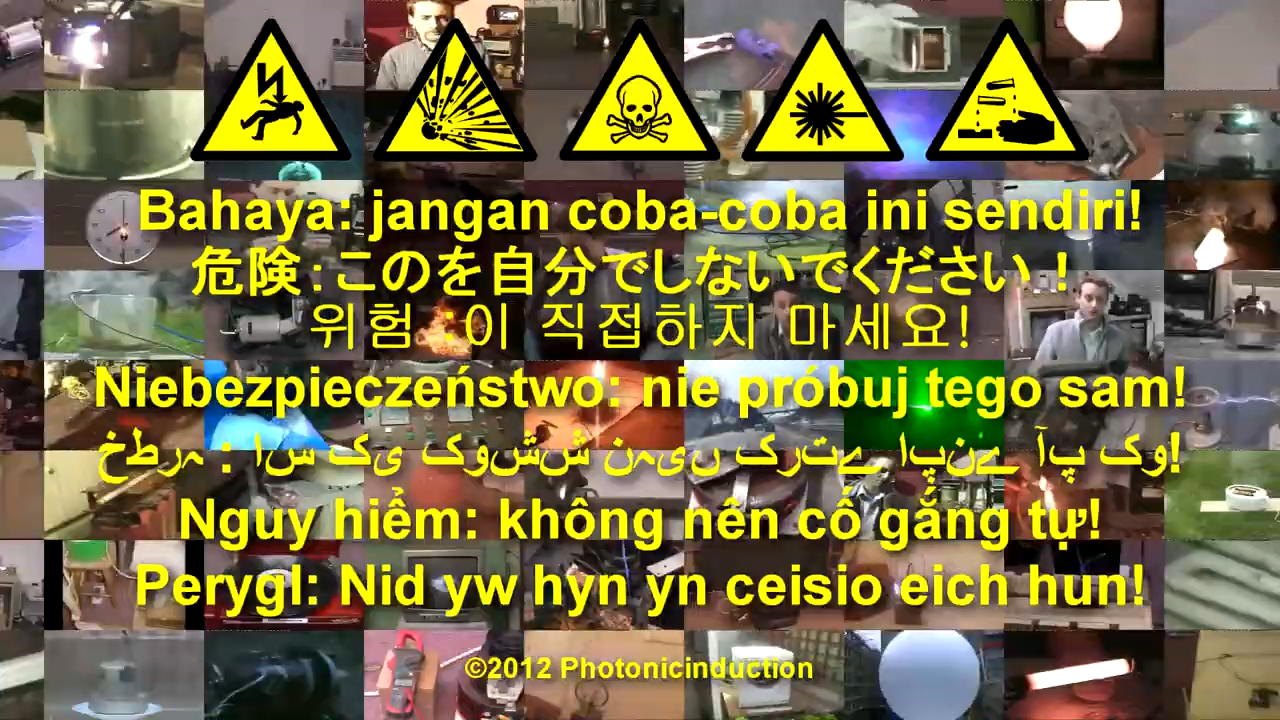 Bahaya: jangan coba-coba ini sendiri!
危険：このを自分でしないでください！
위험 :이 직접하지 마세요!
Niebezpieczeństwo: nie próbuj tego sam!
خطرہ : اس کی کوشش نہیں کرتے اپنے آپ کو!
Nguy hiểm: không nên cố gắng tự!
Perygl: Nid yw hyn yn ceisio eich hun!
©2012 Photonicinduction